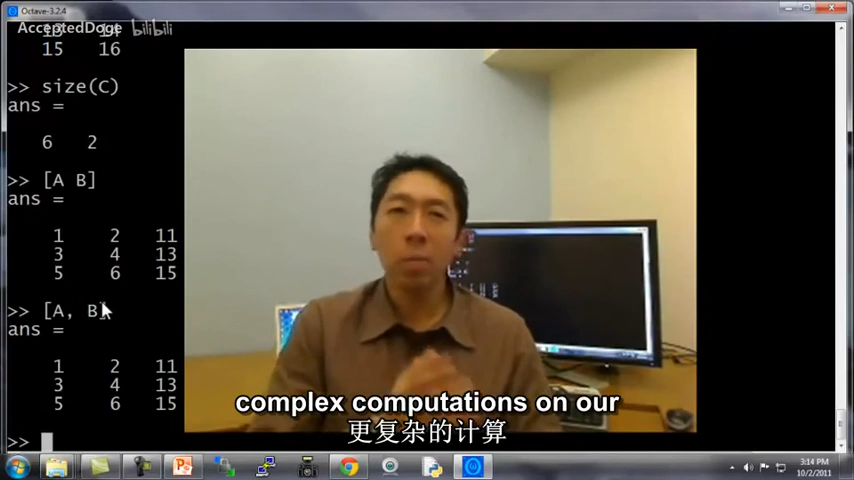 Octave-3.2.4
AcceptedDoge bilibili
13 14
15 16
>> size(C)
ans =
6 2
>> [A B]
ans =
1 2 11
3 4 13
5 6 15
>> [A, B]
ans =
1 2 11
3 4 13
5 6 15
>>
complex computations on our
更复杂的计算
3:14 PM
10/2/2011